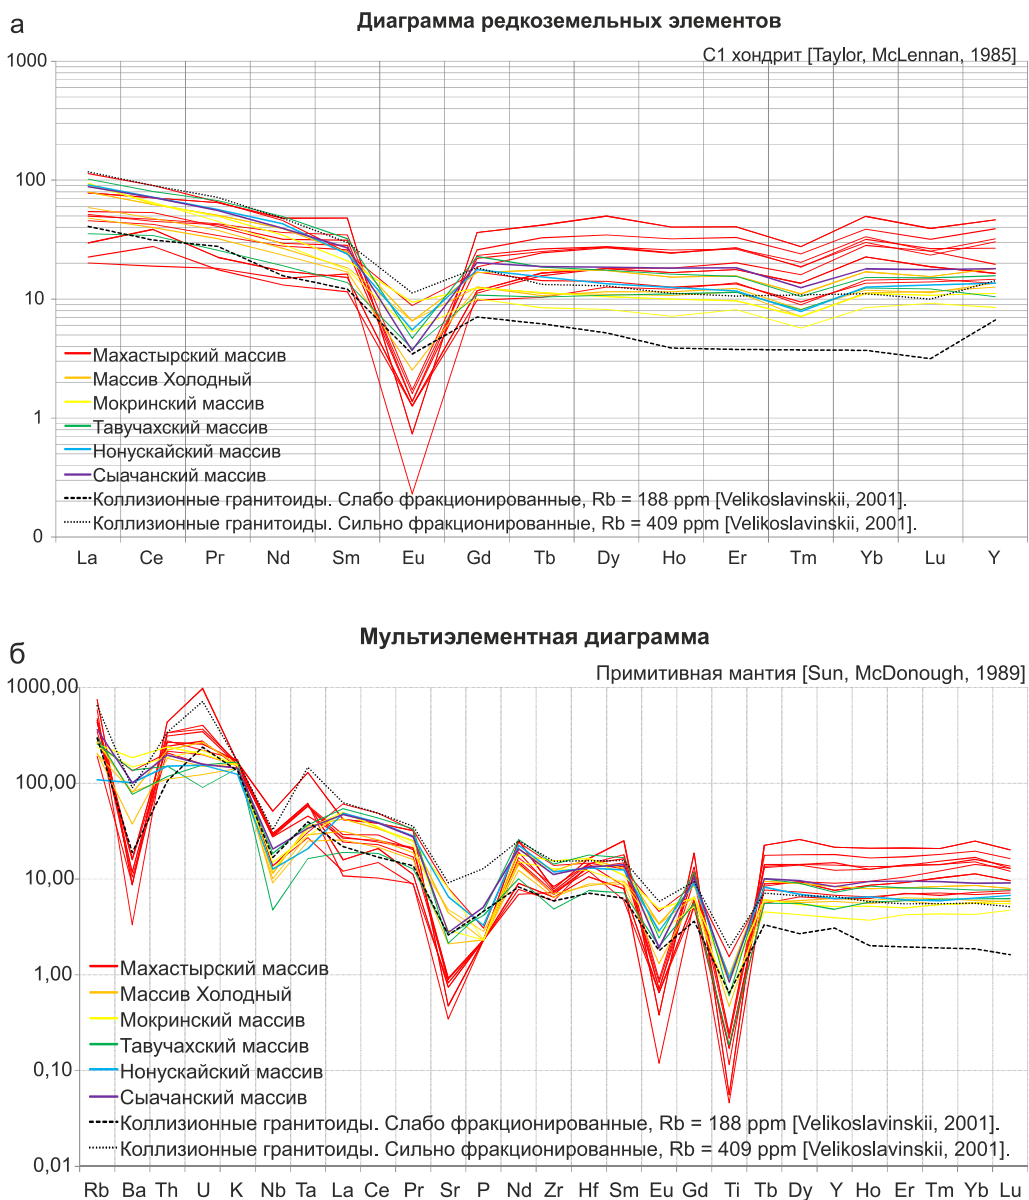 а
Диаграмма редкоземельных элементов
С1 хондрит [Taylor, McLennan, 1985]
1000
100
10
1
0
Махастырский массив
Массив Холодный
Мокринский массив
Тавучахский массив
Нонускайский массив
Сыачанский массив
Коллизионные гранитоиды. Слабо фракционированные, Rb = 188 ppm [Velikoslavinskii, 2001].
Коллизионные гранитоиды. Сильно фракционированные, Rb = 409 ppm [Velikoslavinskii, 2001].
La Ce Pr Nd Sm Eu Gd Tb Dy Ho Er Tm Yb Lu Y
б
Мультиэлементная диаграмма
Примитивная мантия [Sun, McDonough, 1989]
1000,00
100,00
10,00
1,00
0,10
0,01
Махастырский массив
Массив Холодный
Мокринский массив
Тавучахский массив
Нонускайский массив
Сыачанский массив
Коллизионные гранитоиды. Слабо фракционированные, Rb = 188 ppm [Velikoslavinskii, 2001].
Коллизионные гранитоиды. Сильно фракционированные, Rb = 409 ppm [Velikoslavinskii, 2001].
Rb Ba Th U K Nb Ta La Ce Pr Sr P Nd Zr Hf Sm Eu Gd Ti Tb Dy Y Ho Er Tm Yb Lu